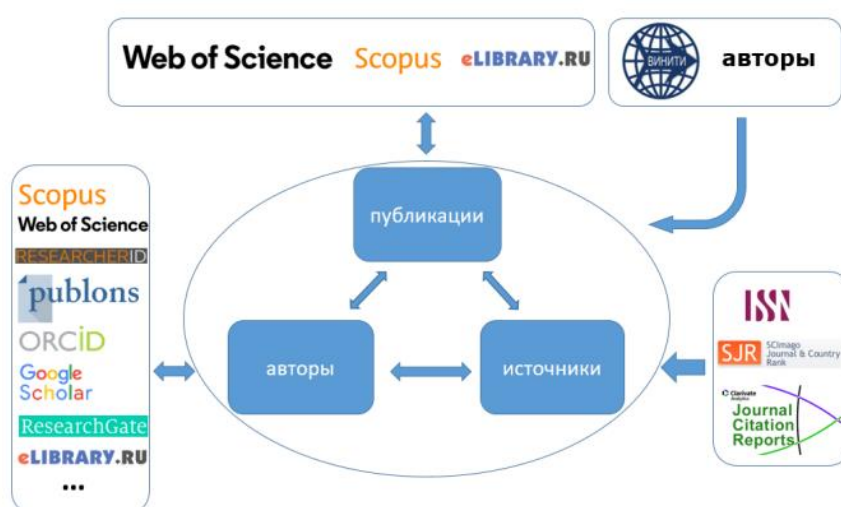 Web of Science Scopus eLIBRARY.RU
ВИНИТИ авторы
публикации
авторы
источники
Scopus
Web of Science
RESEARCHERID
publons
ORCiD
Google
Scholar
ResearchGate
eLIBRARY.RU
...
ISSN
SJR SCImago
Journal & Country
Rank
Clarivate
Analytics
Journal
Citation
Reports